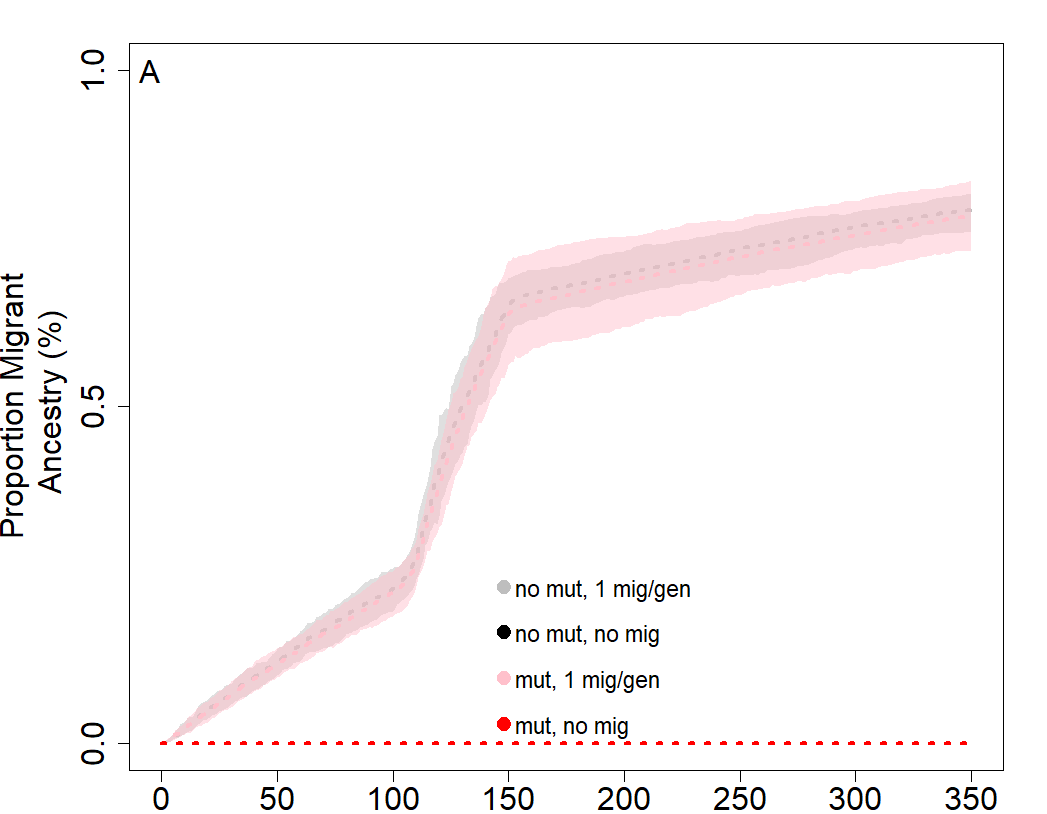 A
1.0
0.5
0.0
Proportion Migrant
Ancestry (%)
no mut, 1 mig/gen
no mut, no mig
mut, 1 mig/gen
mut, no mig
0 50 100 150 200 250 300 350